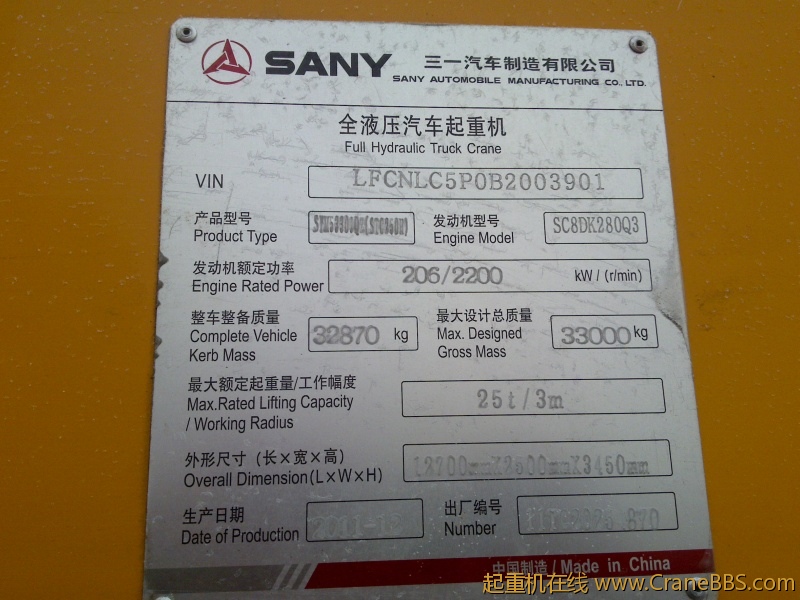 SANY 三一汽车制造有限公司
SANY AUTOMOBILE MANUFACTURING CO., LTD.
全液压汽车起重机
Full Hydraulic Truck Crane
VIN LFCNLC5P0B2003901
产品型号 发动机型号
Product Type Engine Model SC8DK280Q3
发动机额定功率
Engine Rated Power 206/2200 kW / (r/min)
整车整备质量 最大设计总质量
Complete Vehicle 32870 kg Max. Designed 33000 kg
Kerb Mass Gross Mass
最大额定起重量/工作幅度
Max.Rated Lifting Capacity 25t/3m
/ Working Radius
外形尺寸 (长×宽×高)
Overall Dimension(L×W×H) 12700mmX2500mmX3450mm
生产日期 出厂编号
Date of Production Number
中国制造 / Made in China
起重机在线 www.CraneBBS.com